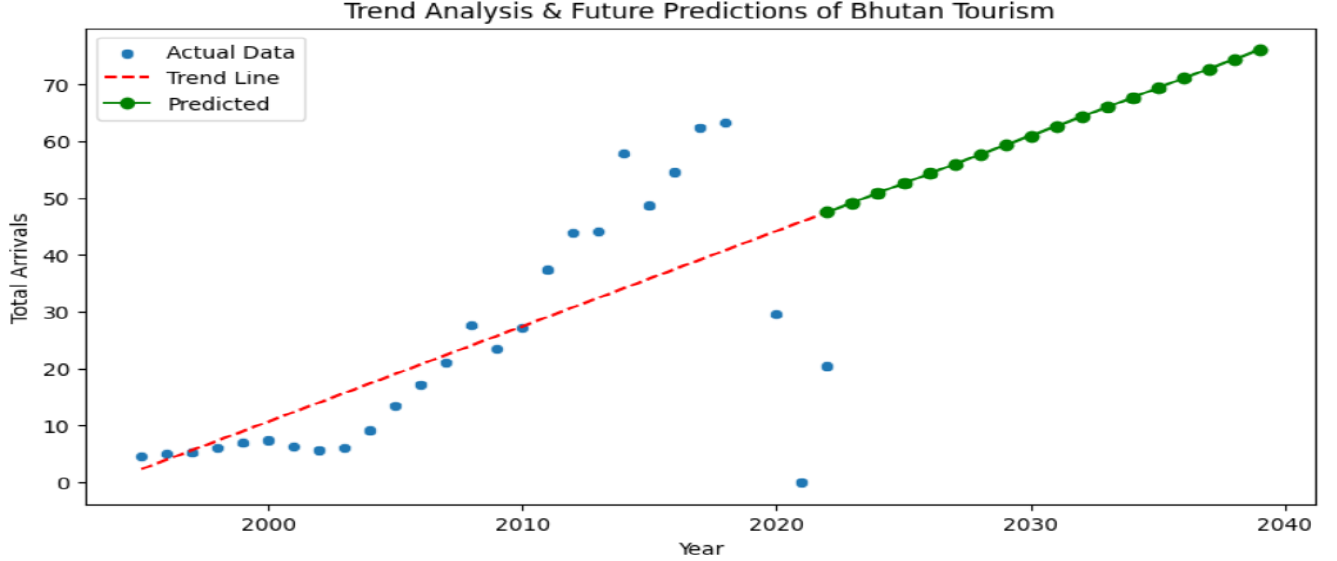 Trend Analysis & Future Predictions of Bhutan Tourism
Actual Data
Trend Line
Predicted
Total Arrivals
70
60
50
40
30
20
10
0
2000 2010 2020 2030 2040
Year